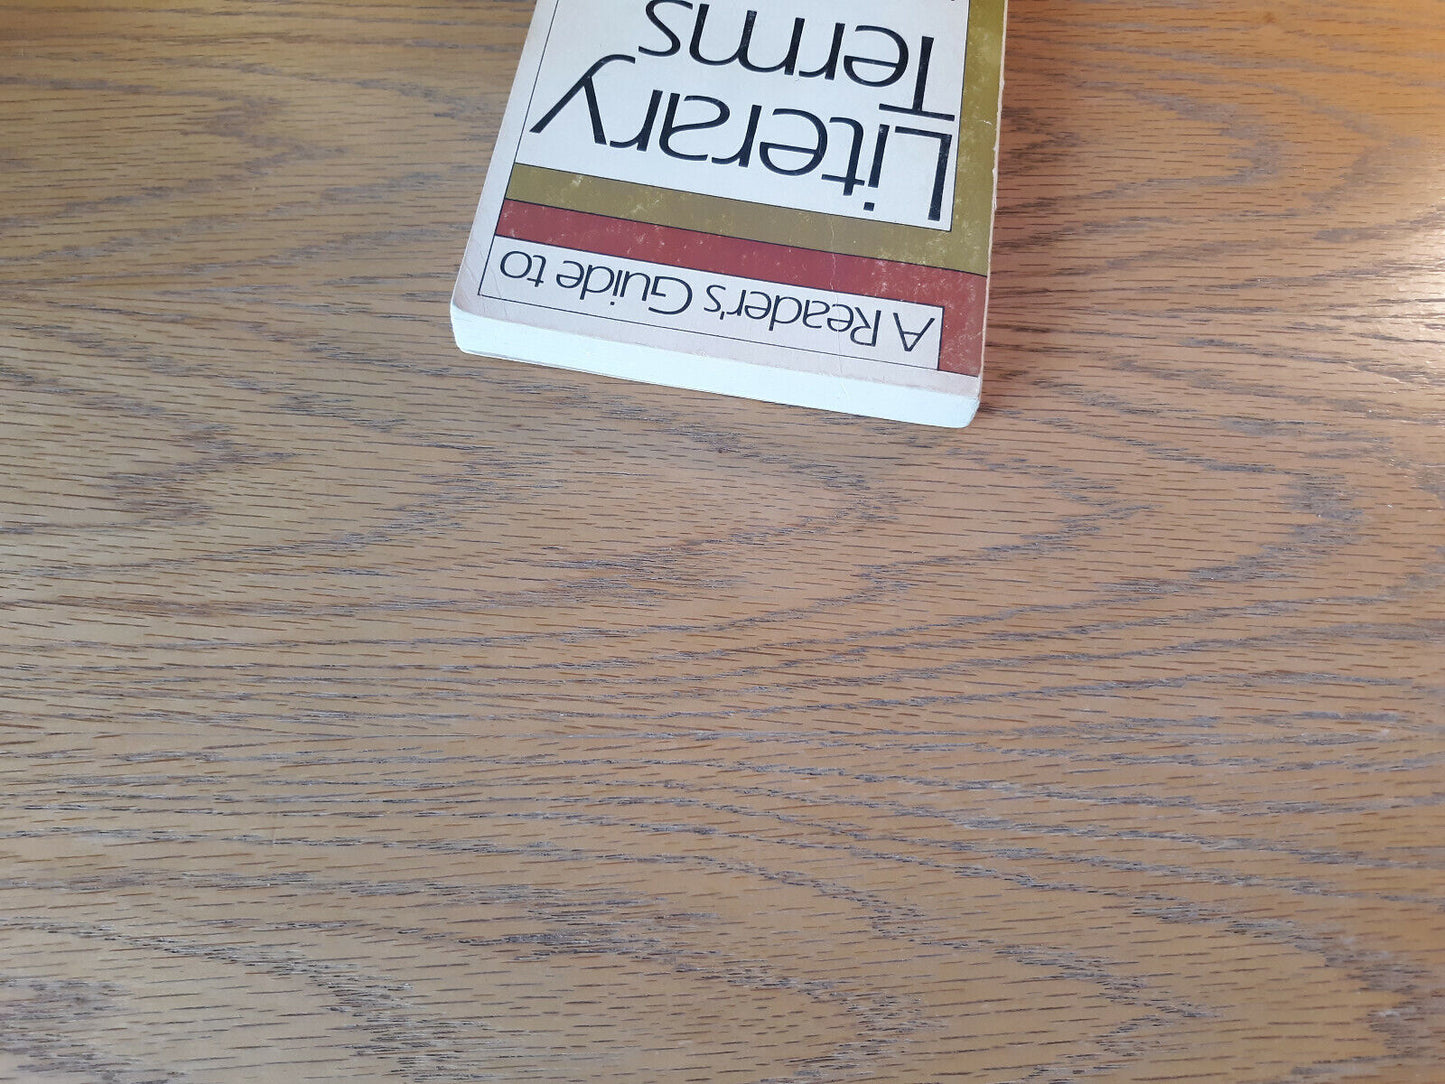 A Reader's Guide to
Literary
Terms